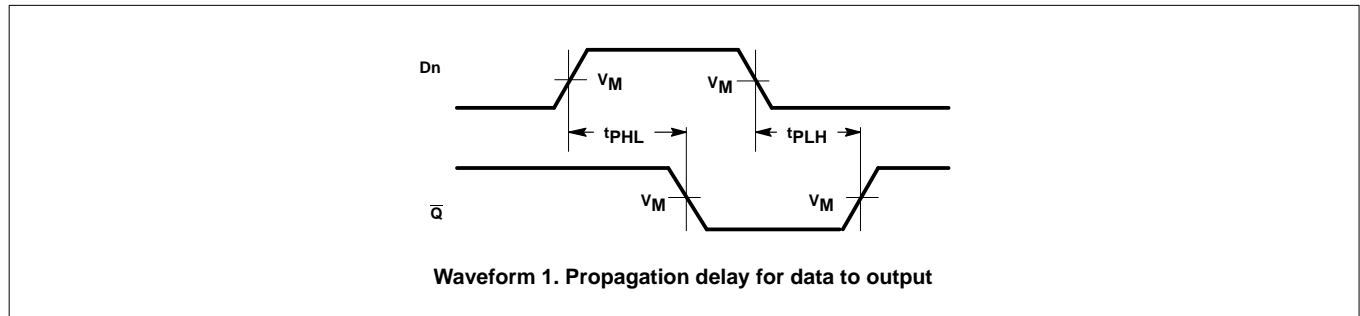 Dn
VM
VM
tPHL
tPLH
VM
VM
Q̅
Waveform 1. Propagation delay for data to output